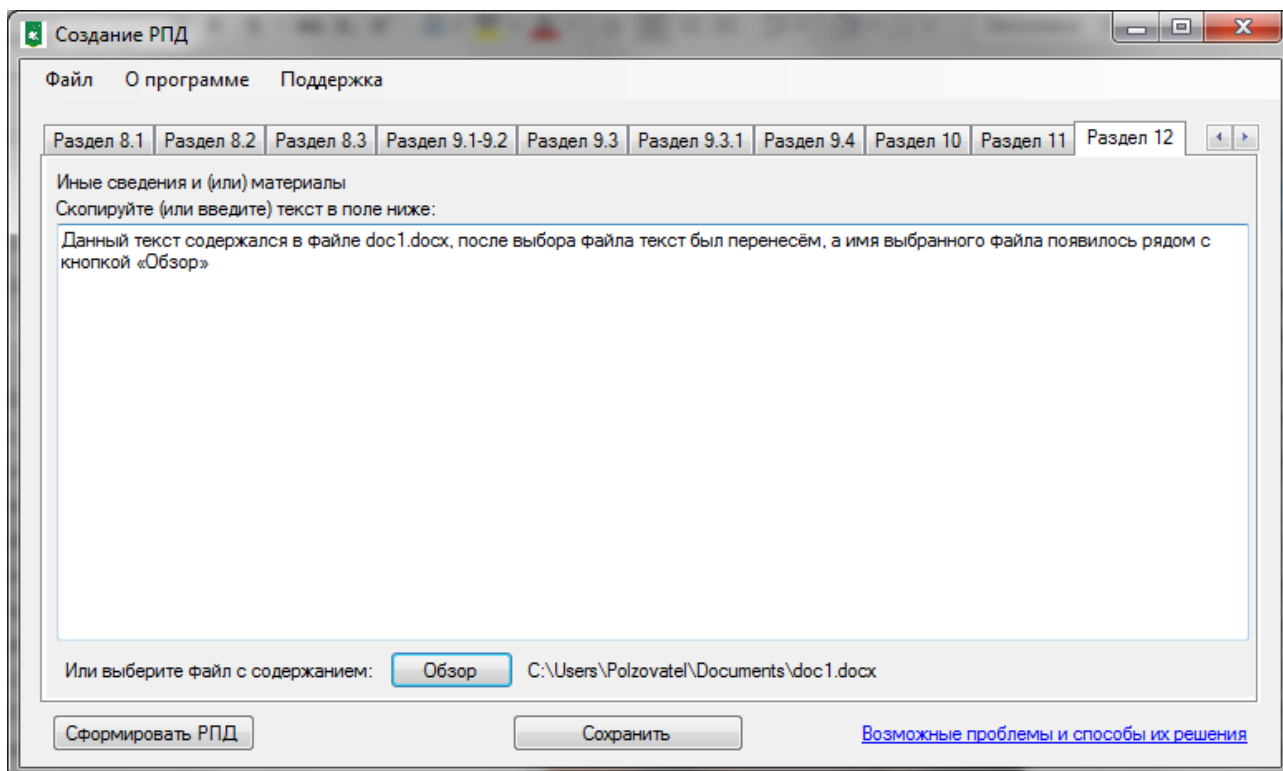 Создание РПД
Файл О программе Поддержка
Раздел 8.1 Раздел 8.2 Раздел 8.3 Раздел 9.1-9.2 Раздел 9.3 Раздел 9.3.1 Раздел 9.4 Раздел 10 Раздел 11 Раздел 12
Иные сведения и (или) материалы
Скопируйте (или введите) текст в поле ниже:
Данный текст содержался в файле doc1.docx, после выбора файла текст был перенесём, а имя выбранного файла появилось рядом с
кнопкой «Обзор»
Или выберите файл с содержанием: Обзор C:\Users\Polzovatel\Documents\doc1.docx
Сформировать РПД Сохранить Возможные проблемы и способы их решения